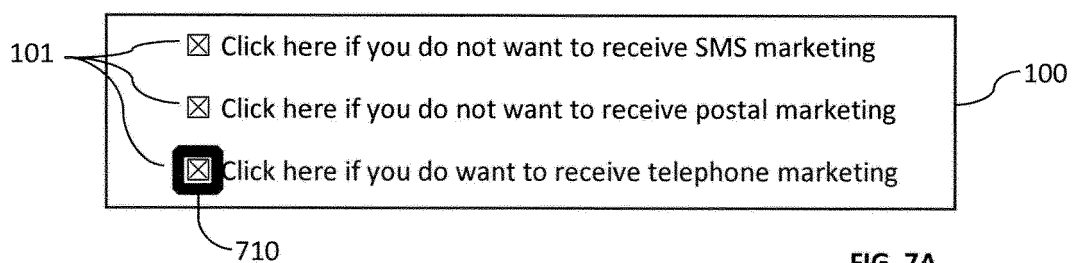 101
Click here if you do not want to receive SMS marketing
100
Click here if you do not want to receive postal marketing
Click here if you do want to receive telephone marketing
710
FIG. 7A